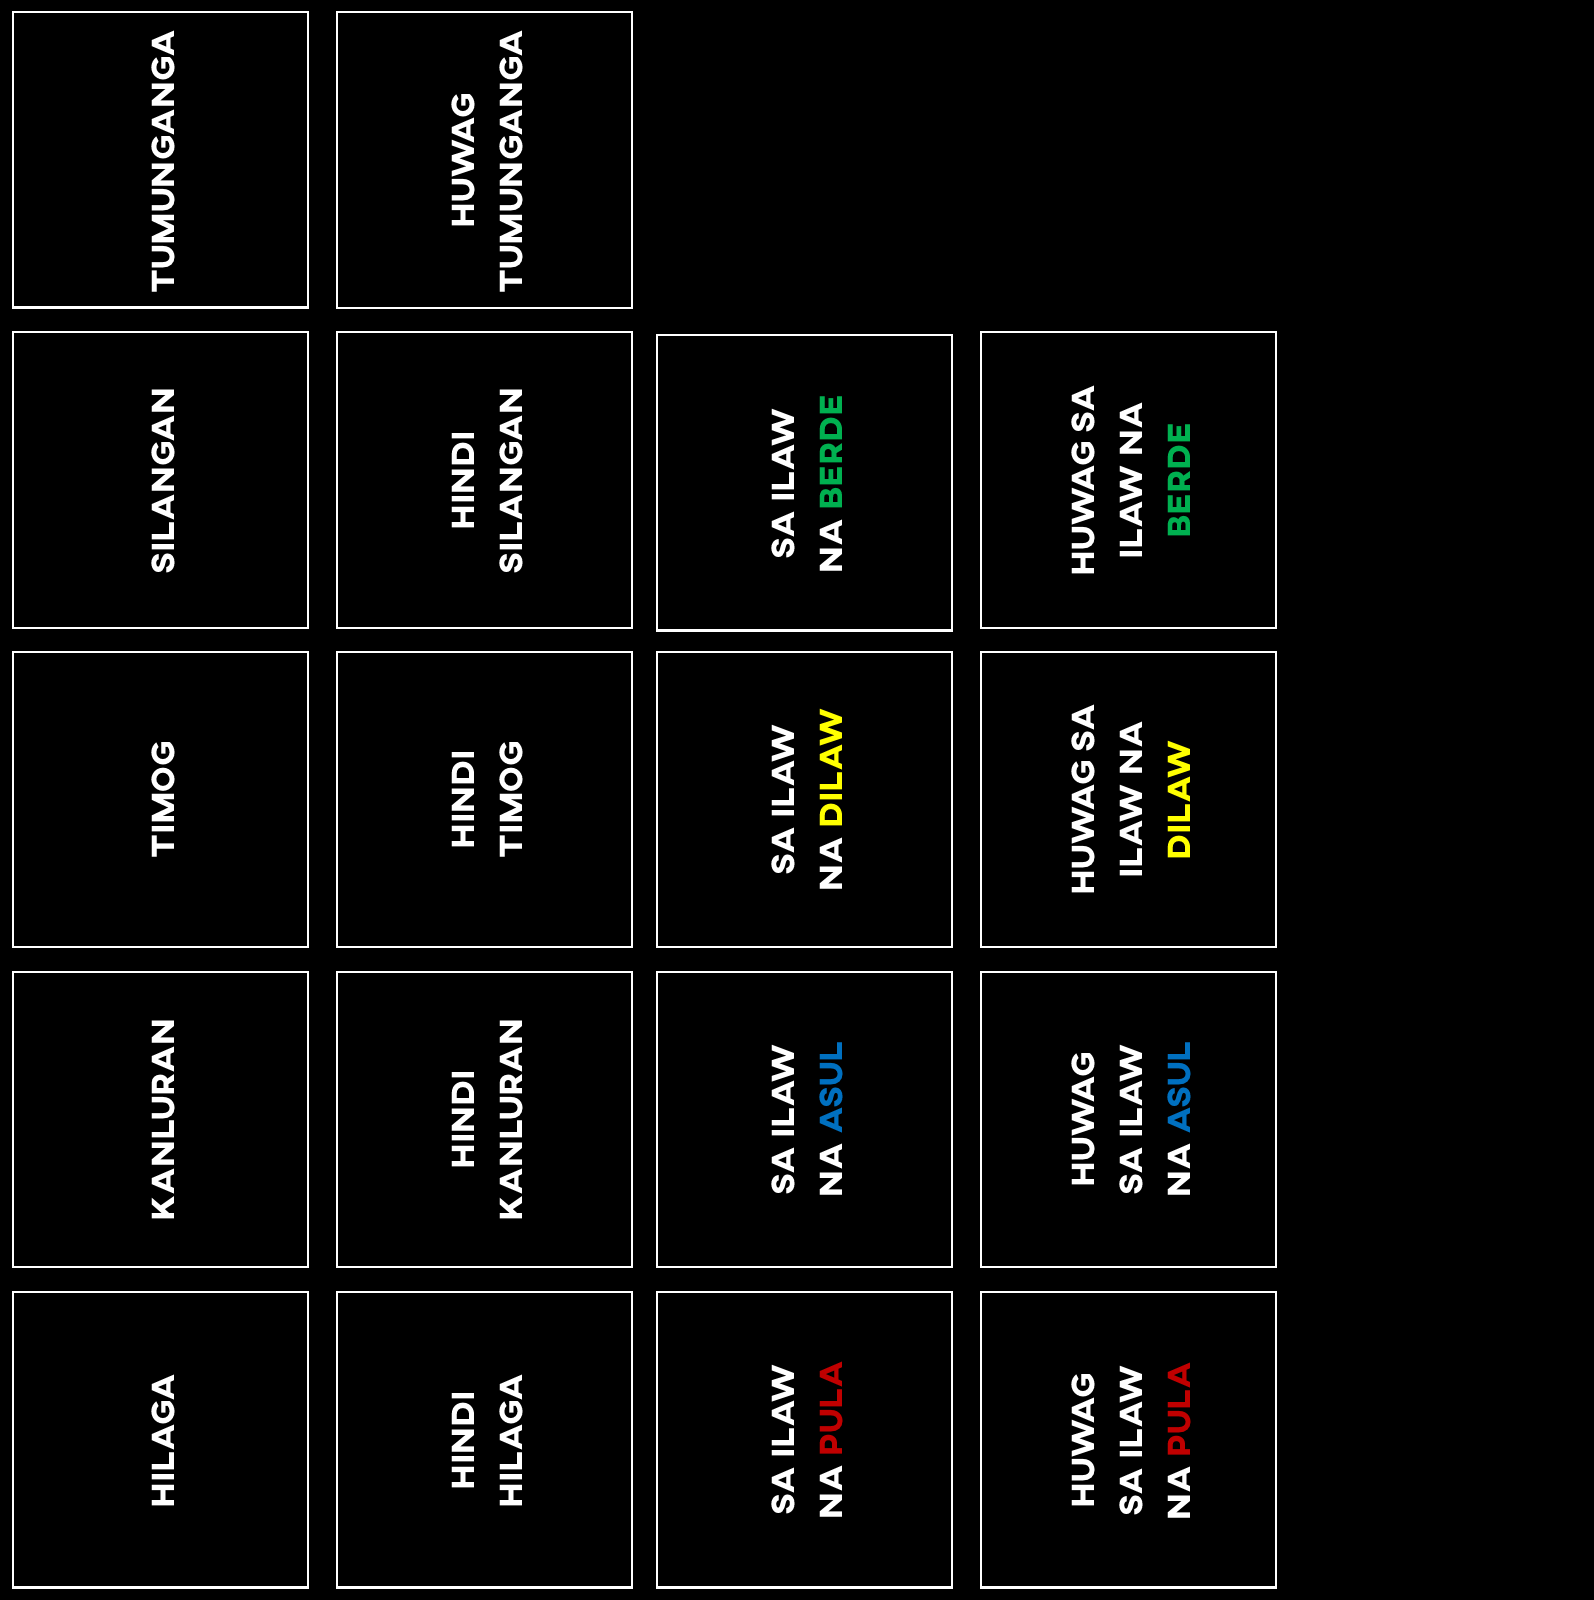 HILAGA
KANLURAN
TIMOG
SILANGAN
TUMUNGANGA
HINDI
HILAGA
HINDI
KANLURAN
HINDI
TIMOG
HINDI
SILANGAN
HUWAG
TUMUNGANGA
SA ILAW
NA PULA
SA ILAW
NA ASUL
SA ILAW
NA DILAW
SA ILAW
NA BERDE
HUWAG
SA ILAW
NA PULA
HUWAG
SA ILAW
NA ASUL
HUWAG SA
ILAW NA
DILAW
HUWAG SA
ILAW NA
BERDE